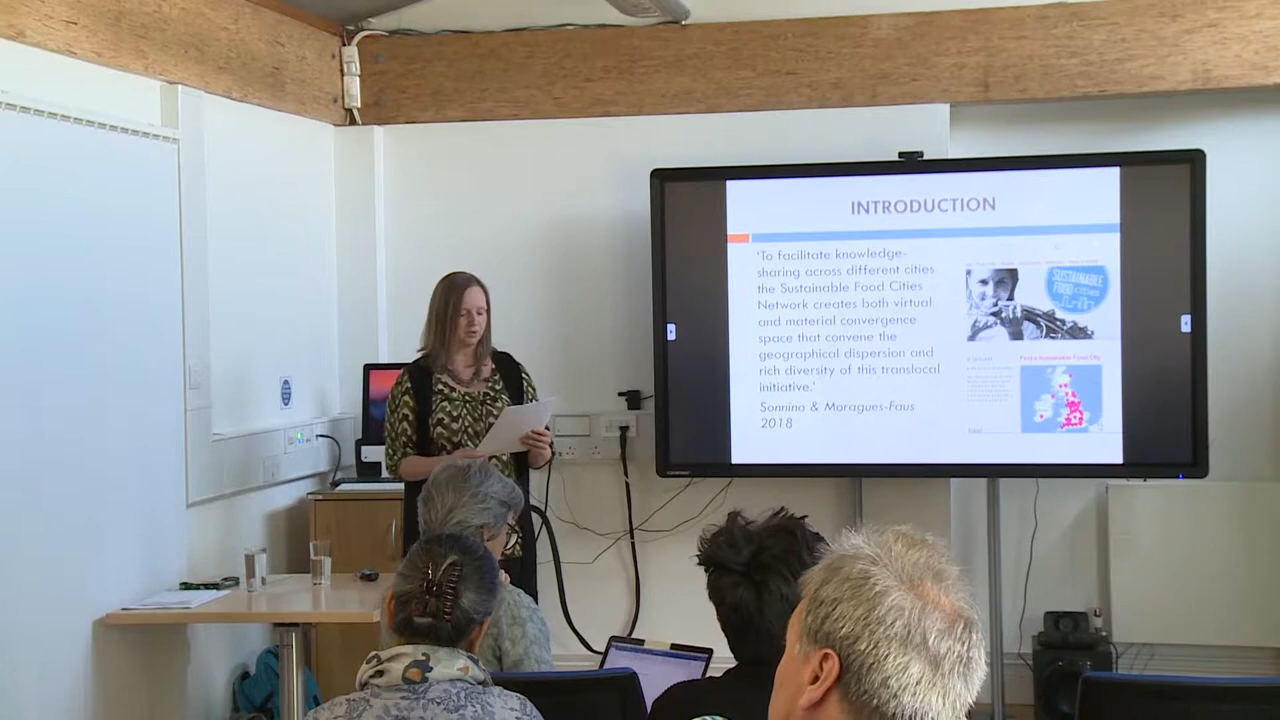 INTRODUCTION
'To facilitate knowledge-
sharing across different cities
the Sustainable Food Cities
Network creates both virtual
and material convergence
space that convene the
geographical dispersion and
rich diversity of this translocal
initiative.'
Sonnino & Moragues-Faus
2018
SUSTAINABLE
FOOD cities
Find a Sustainable Food City